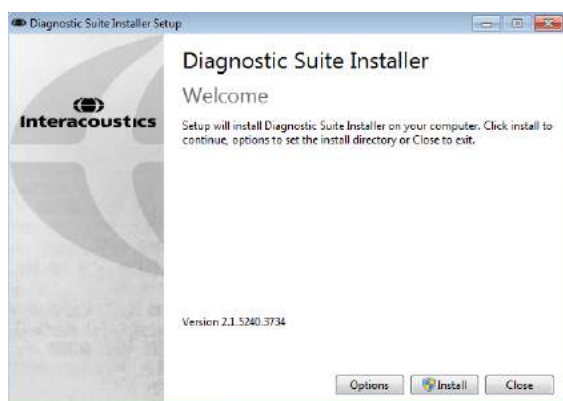 Diagnostic Suite Installer Setup
Diagnostic Suite Installer
Welcome
Interacoustics
Setup will install Diagnostic Suite Installer on your computer. Click install to
continue, options to set the install directory or Close to exit.
Version 2.1.5240.3734
Options
Install
Close